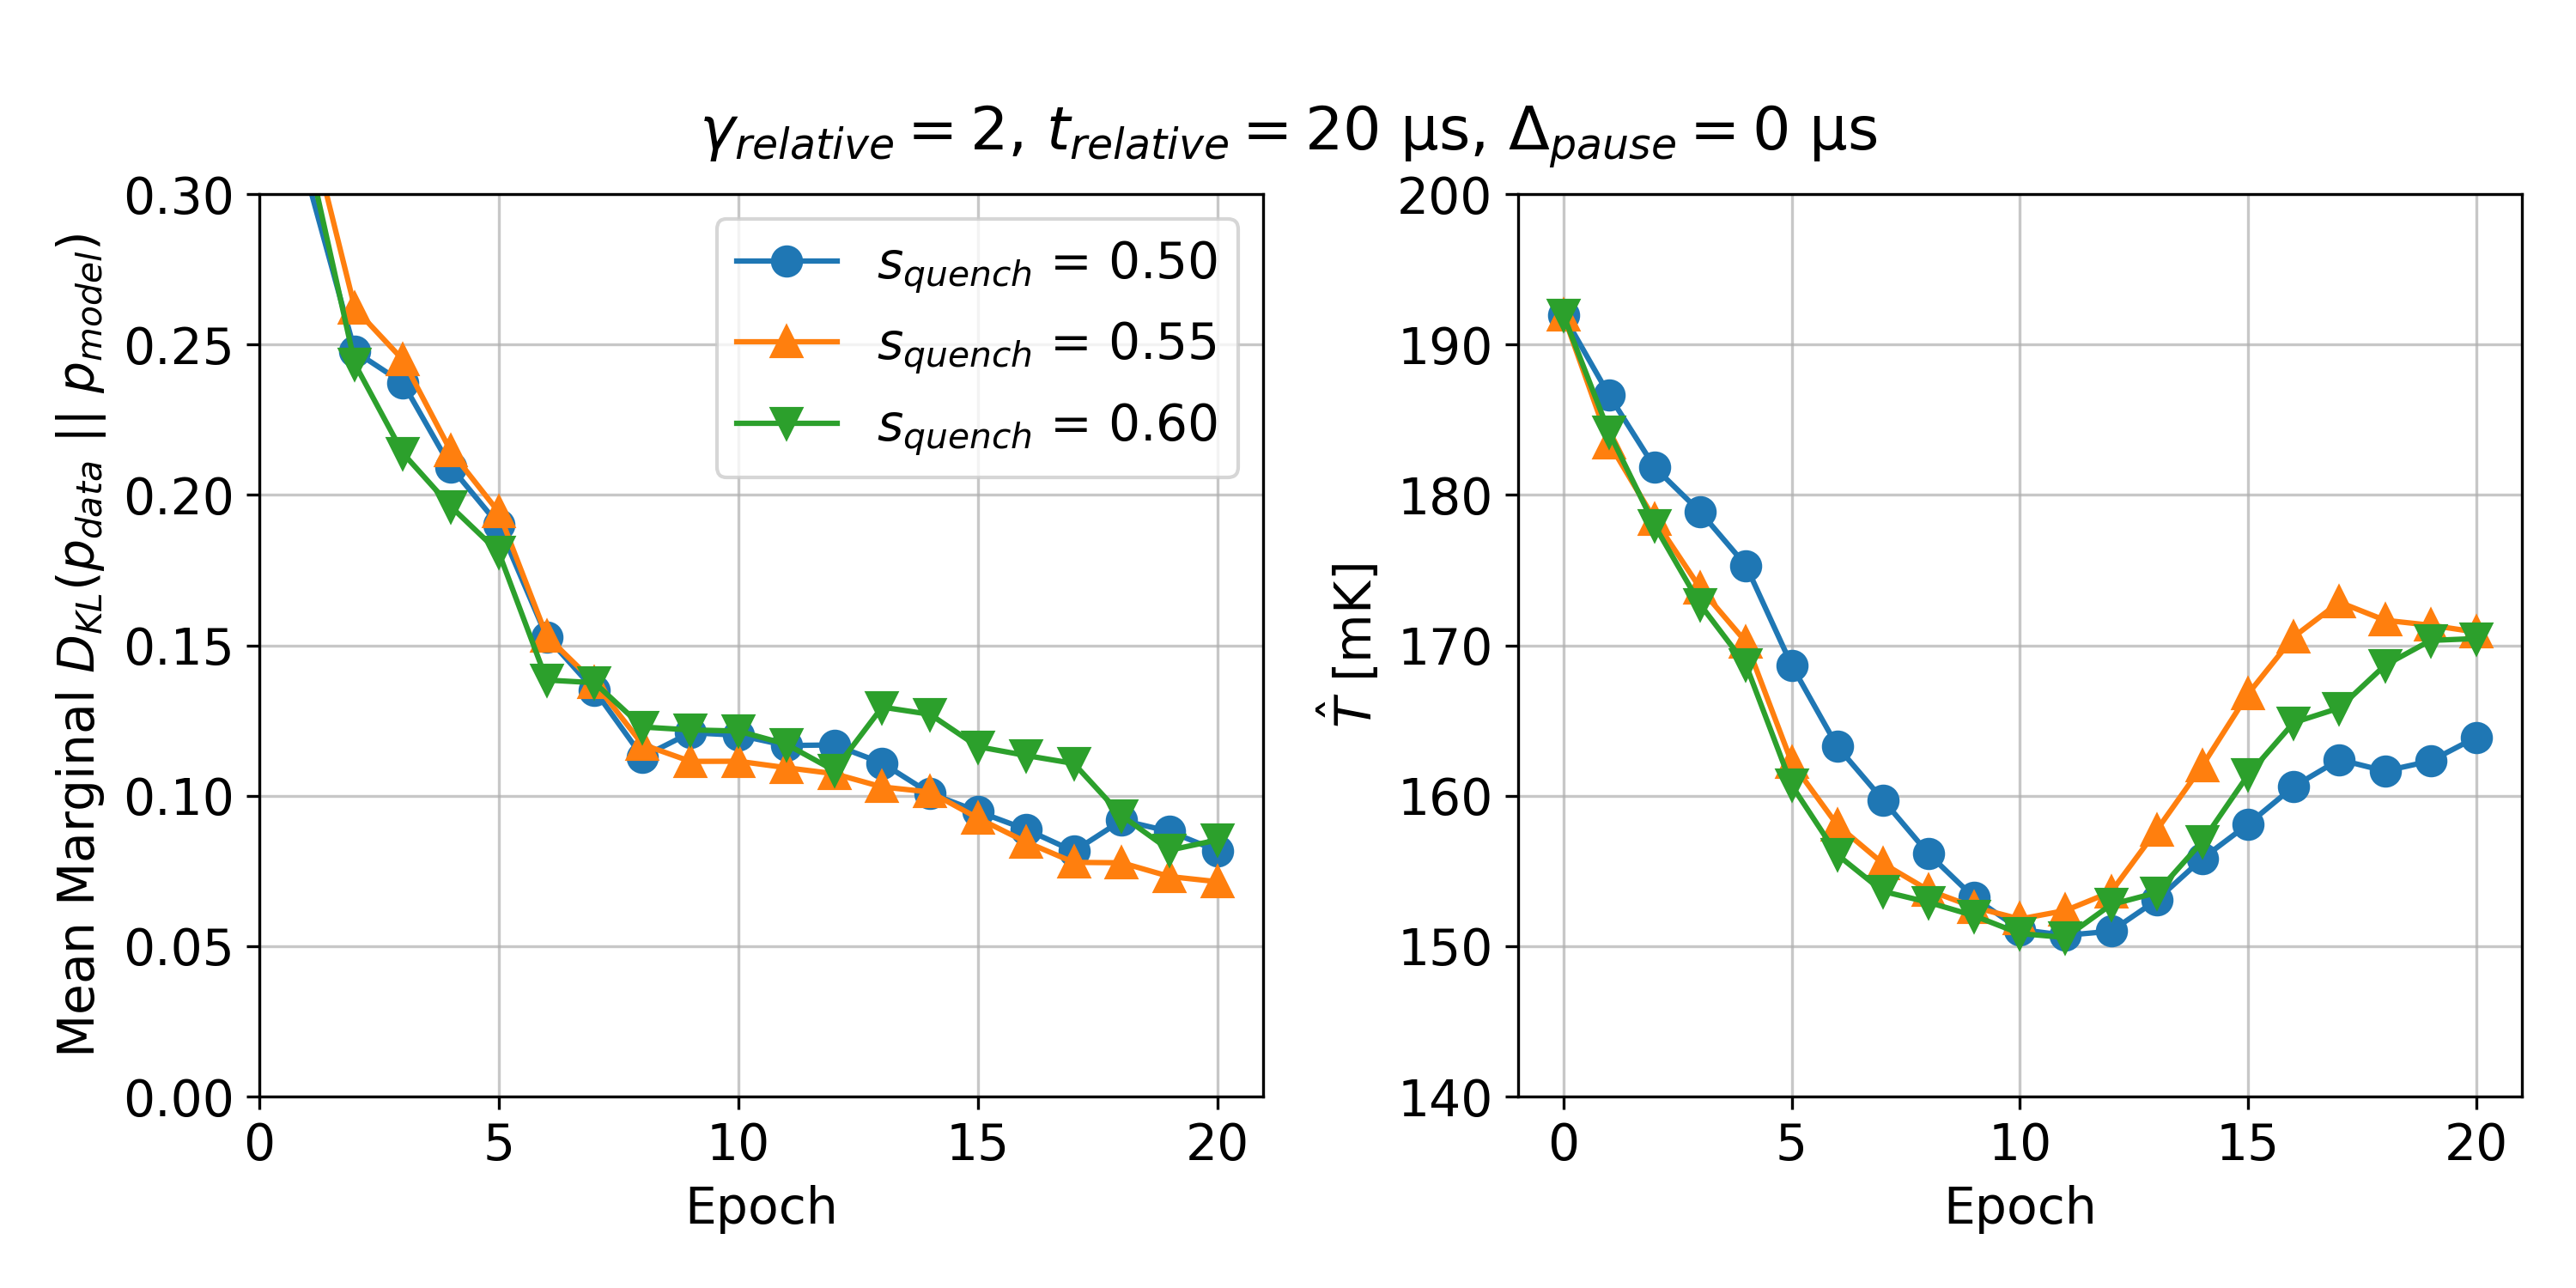 γrelative = 2, trelative = 20 μs, Δpause = 0 μs
Mean Marginal DKL(pdata || pmodel)
0.30
0.25
0.20
0.15
0.10
0.05
0.00
0 5 10 15 20
Epoch
squench = 0.50
squench = 0.55
squench = 0.60
T̂ [mK]
200
190
180
170
160
150
140
0 5 10 15 20
Epoch